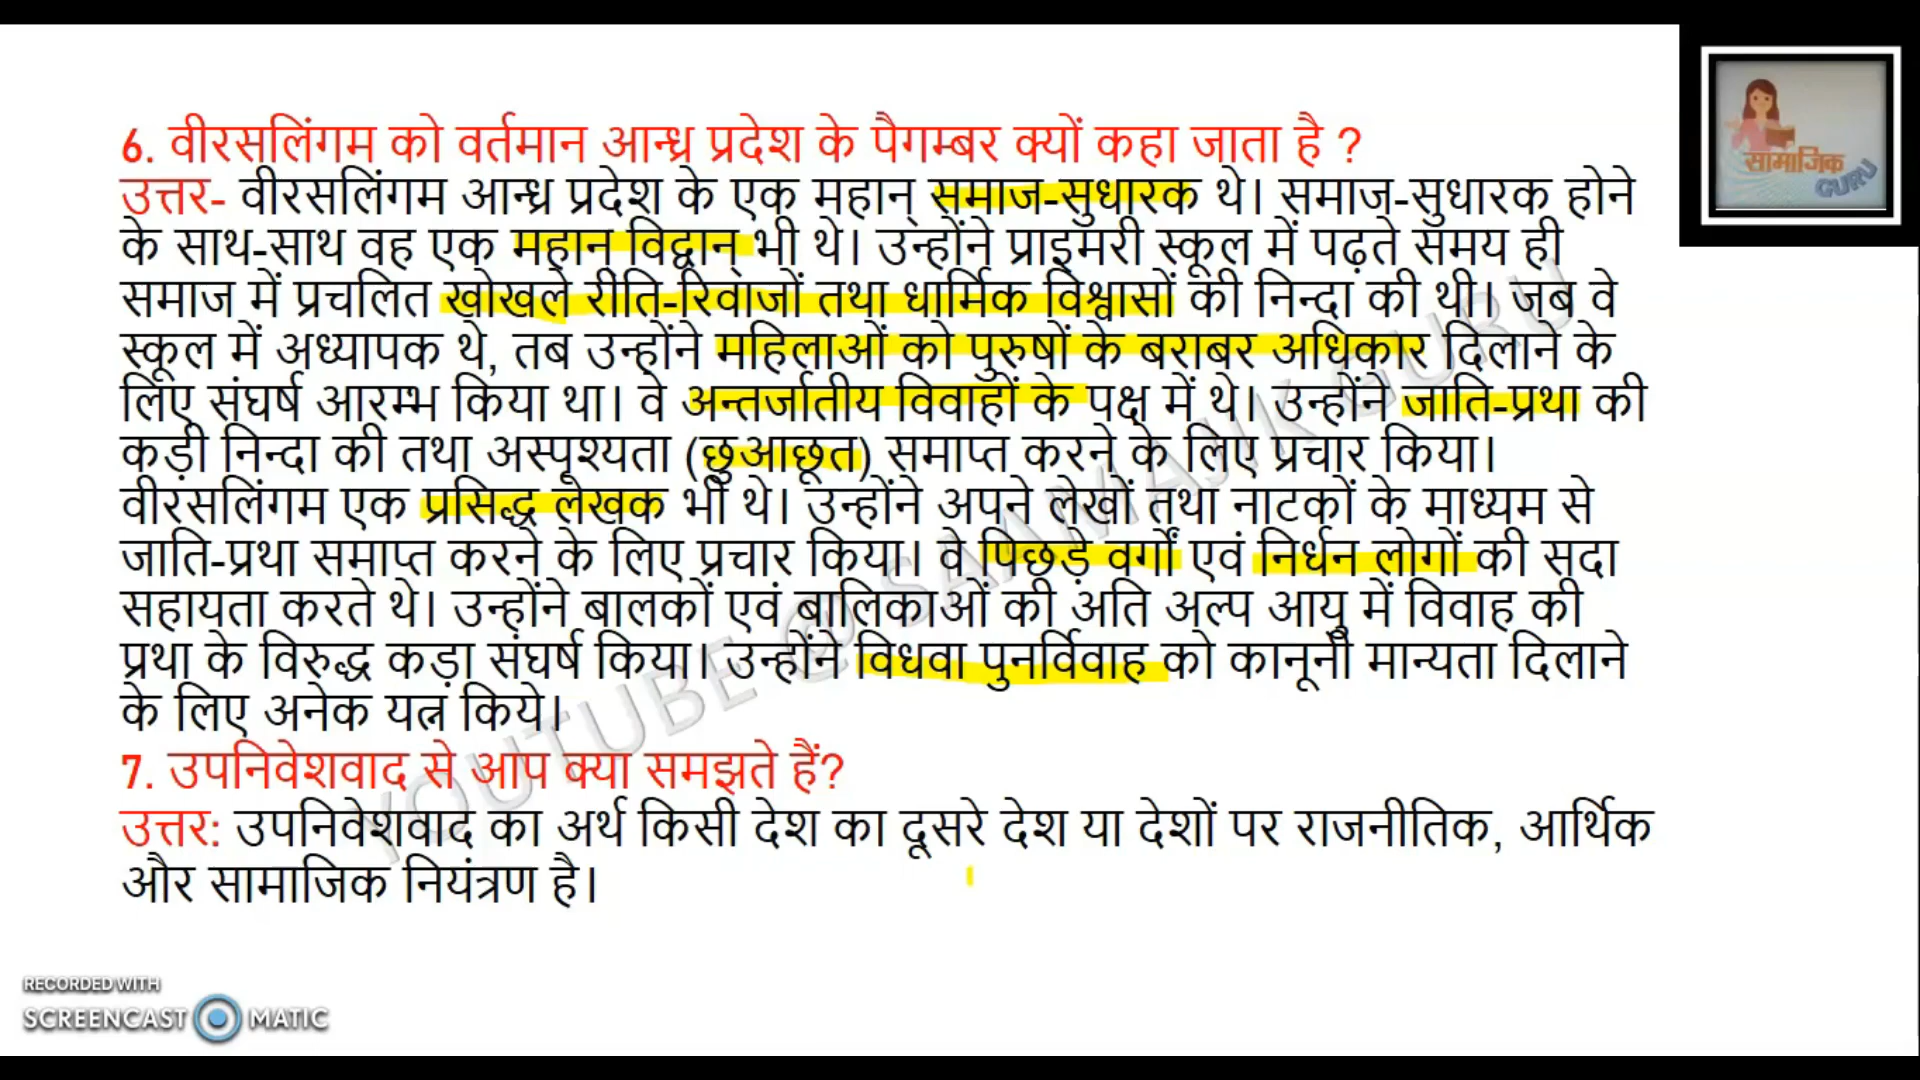 6. वीरसलिंगम को वर्तमान आन्ध्र प्रदेश के पैगम्बर क्यों कहा जाता है ?
उत्तर- वीरसलिंगम आन्ध्र प्रदेश के एक महान् समाज-सुधारक थे। समाज-सुधारक होने
के साथ-साथ वह एक महान् विद्वान् भी थे। उन्होंने प्राइमरी स्कूल में पढ़ते समय ही
समाज में प्रचलित खोखले रीति-रिवाजों तथा धार्मिक विश्वासों की निन्दा की थी। जब वे
स्कूल में अध्यापक थे, तब उन्होंने महिलाओं को पुरुषों के बराबर अधिकार दिलाने के
लिए संघर्ष आरम्भ किया था। वे अन्तर्जातीय विवाहों के पक्ष में थे। उन्होंने जाति-प्रथा की
कड़ी निन्दा की तथा अस्पृश्यता (छुआछूत) समाप्त करने के लिए प्रचार किया।
वीरसलिंगम एक प्रसिद्ध लेखक भी थे। उन्होंने अपने लेखों तथा नाटकों के माध्यम से
जाति-प्रथा समाप्त करने के लिए प्रचार किया। वे पिछड़े वर्गों एवं निर्धन लोगों की सदा
सहायता करते थे। उन्होंने बालकों एवं बालिकाओं की अति अल्प आयु में विवाह की
प्रथा के विरुद्ध कड़ा संघर्ष किया। उन्होंने विधवा पुनर्विवाह को कानूनी मान्यता दिलाने
के लिए अनेक यत्न किये।
7. उपनिवेशवाद से आप क्या समझते हैं?
उत्तर: उपनिवेशवाद का अर्थ किसी देश का दूसरे देश या देशों पर राजनीतिक, आर्थिक
और सामाजिक नियंत्रण है।
YOUTUBE @ SAAMAJIK GURU
सामाजिक
GURU
RECORDED WITH
SCREENCAST MATIC